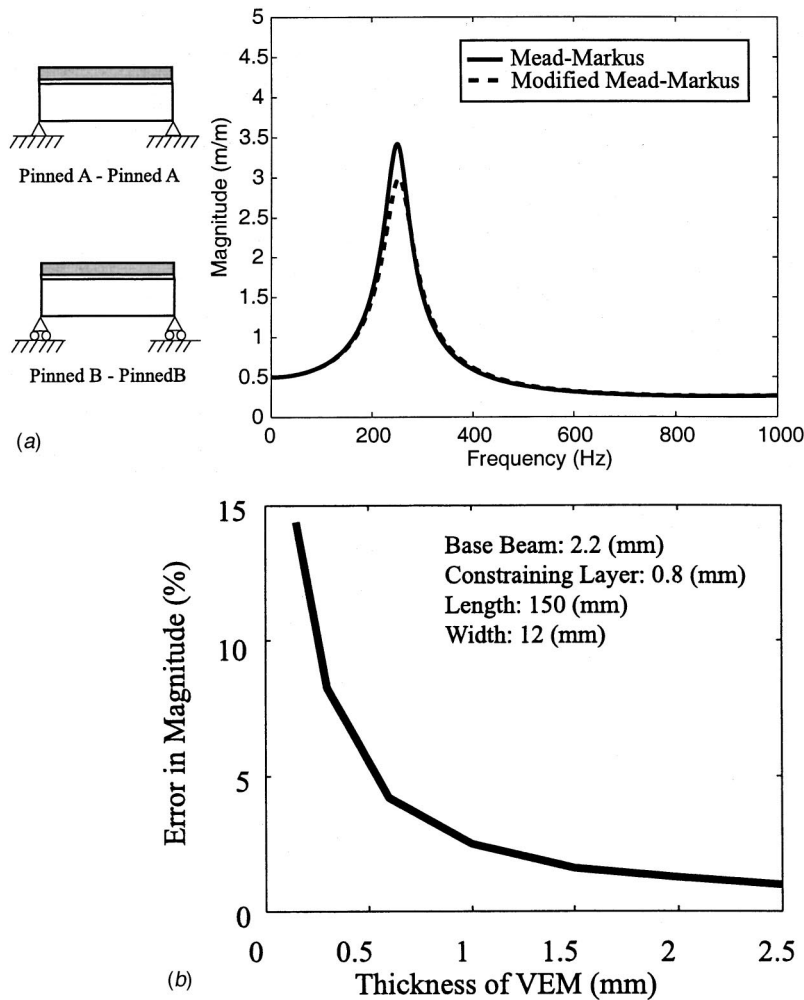 Pinned A - Pinned A
Pinned B - PinnedB
(a)
Magnitude (m/m)
5
4.5
4
3.5
3
2.5
2
1.5
1
0.5
0
0
200
400
600
800
1000
Frequency (Hz)
Mead-Markus
Modified Mead-Markus
Error in Magnitude (%)
15
10
5
0
0
0.5
1
1.5
2
2.5
Thickness of VEM (mm)
Base Beam: 2.2 (mm)
Constraining Layer: 0.8 (mm)
Length: 150 (mm)
Width: 12 (mm)
(b)